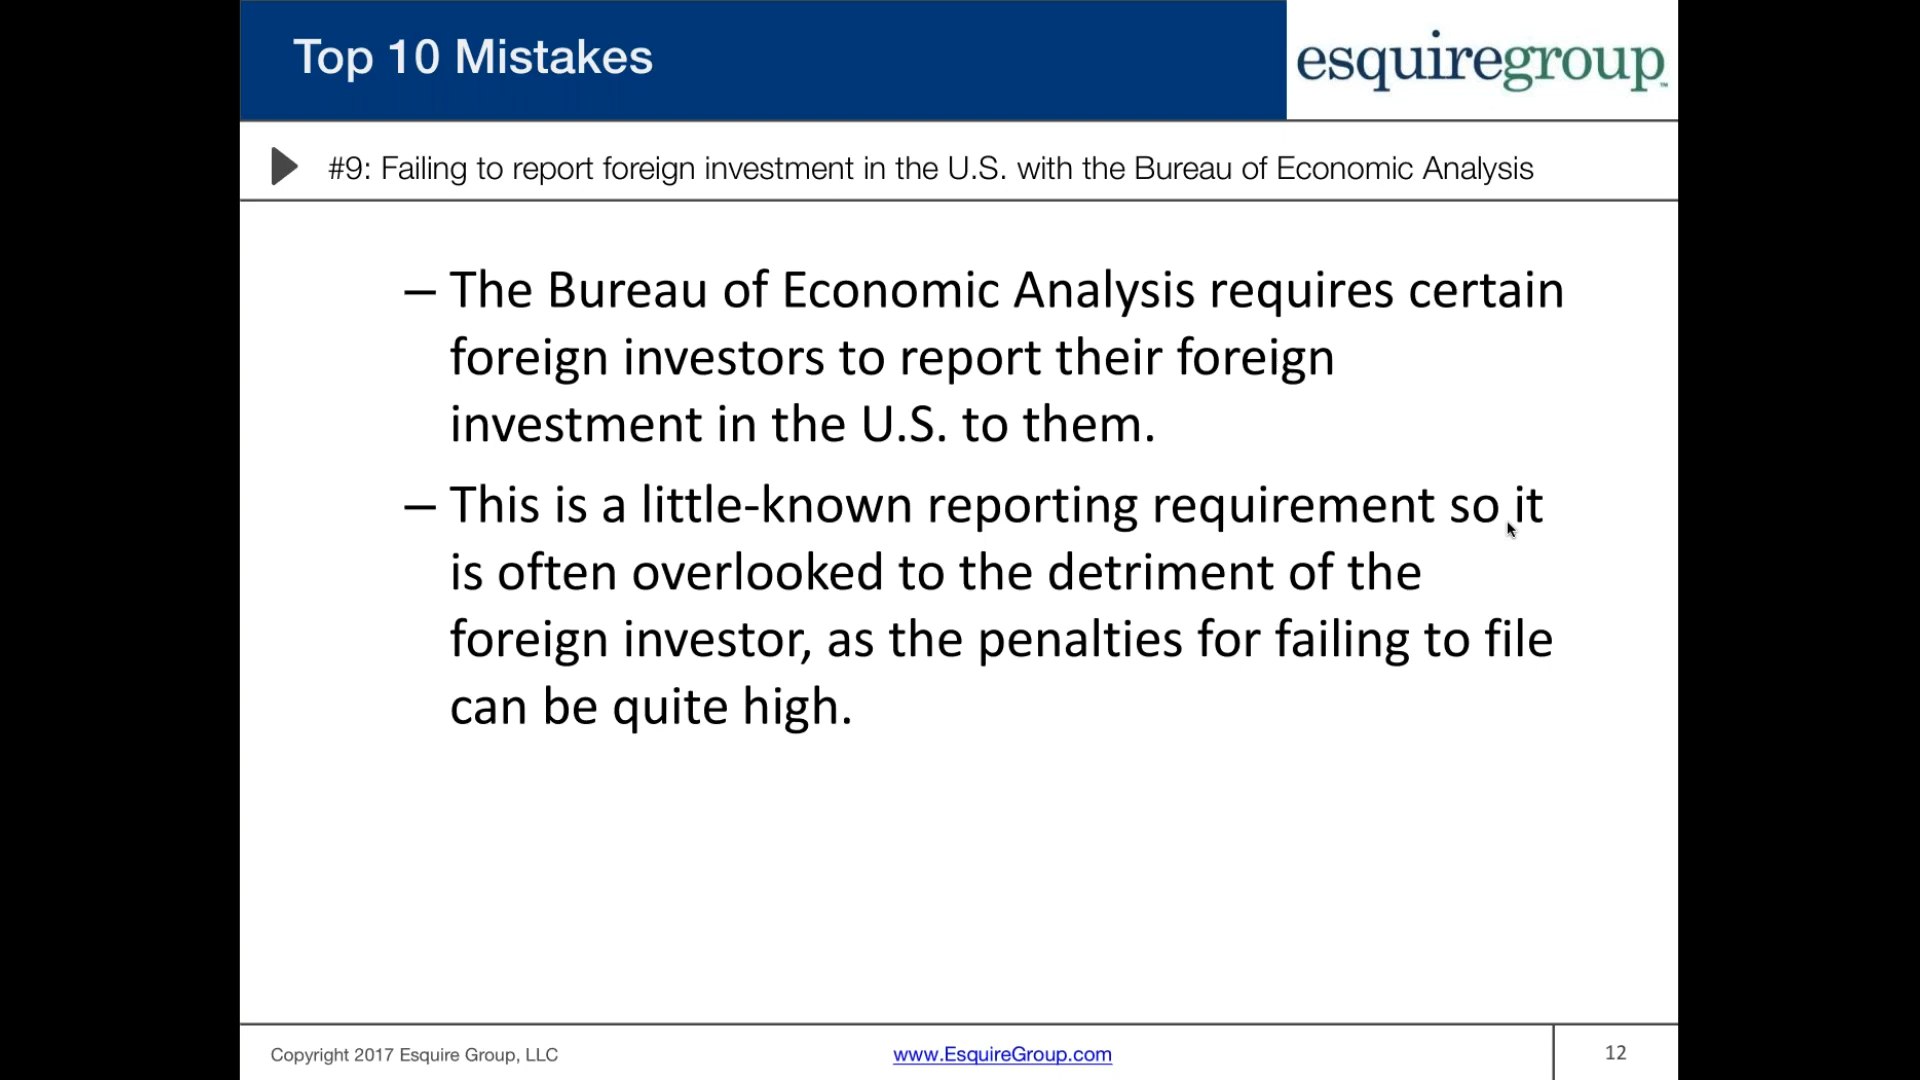 Top 10 Mistakes
esquiregroup™
#9: Failing to report foreign investment in the U.S. with the Bureau of Economic Analysis
– The Bureau of Economic Analysis requires certain
foreign investors to report their foreign
investment in the U.S. to them.
– This is a little-known reporting requirement so it
is often overlooked to the detriment of the
foreign investor, as the penalties for failing to file
can be quite high.
Copyright 2017 Esquire Group, LLC
www.EsquireGroup.com
12